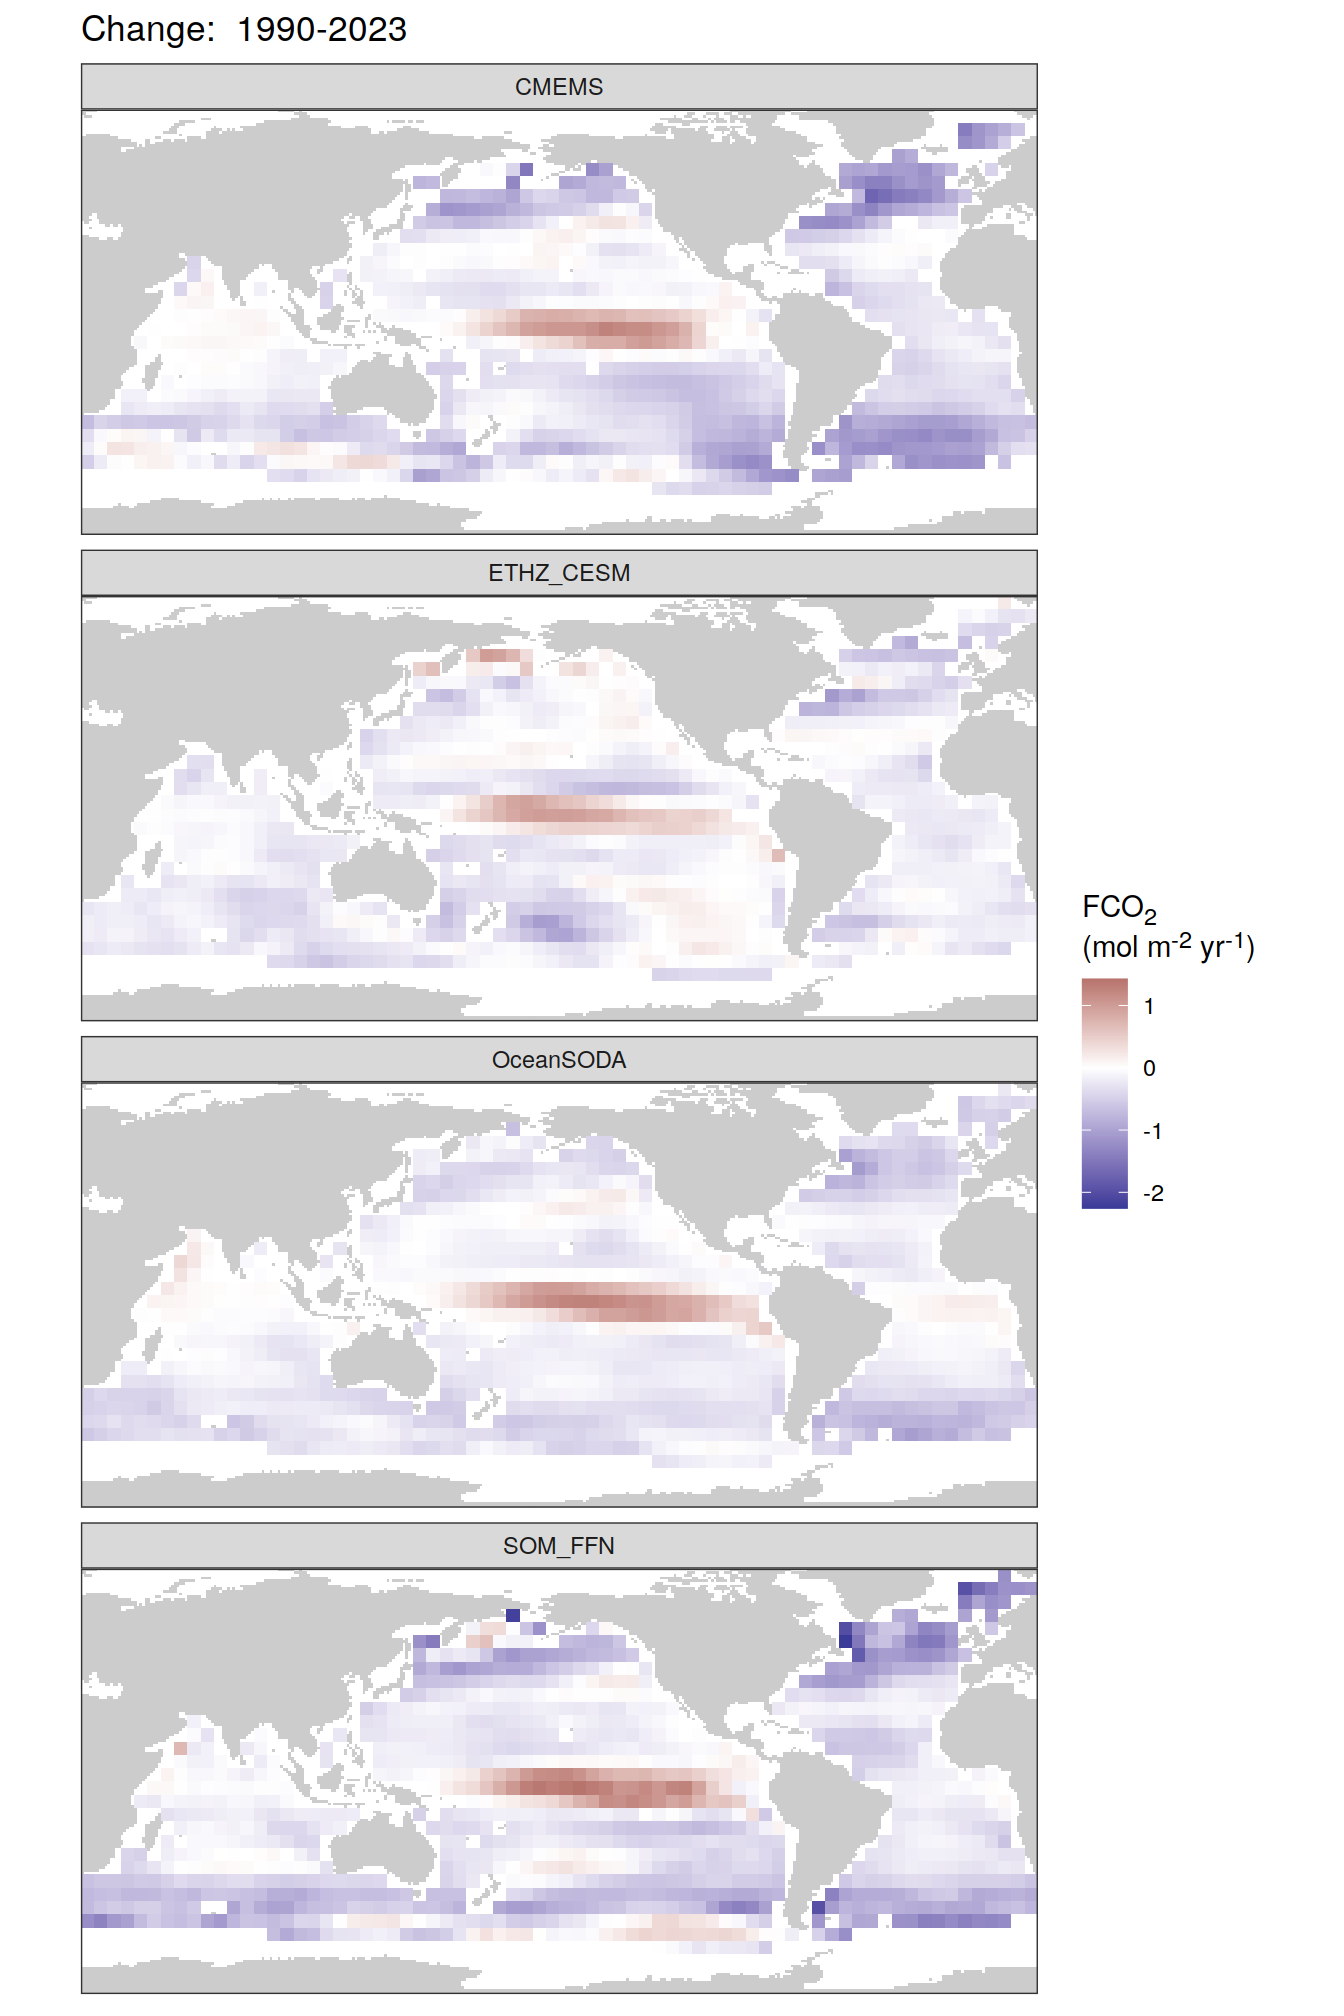 Change:  1990-2023
CMEMS
ETHZ_CESM
OceanSODA
SOM_FFN
FCO₂
(mol m⁻² yr⁻¹)
1
0
-1
-2